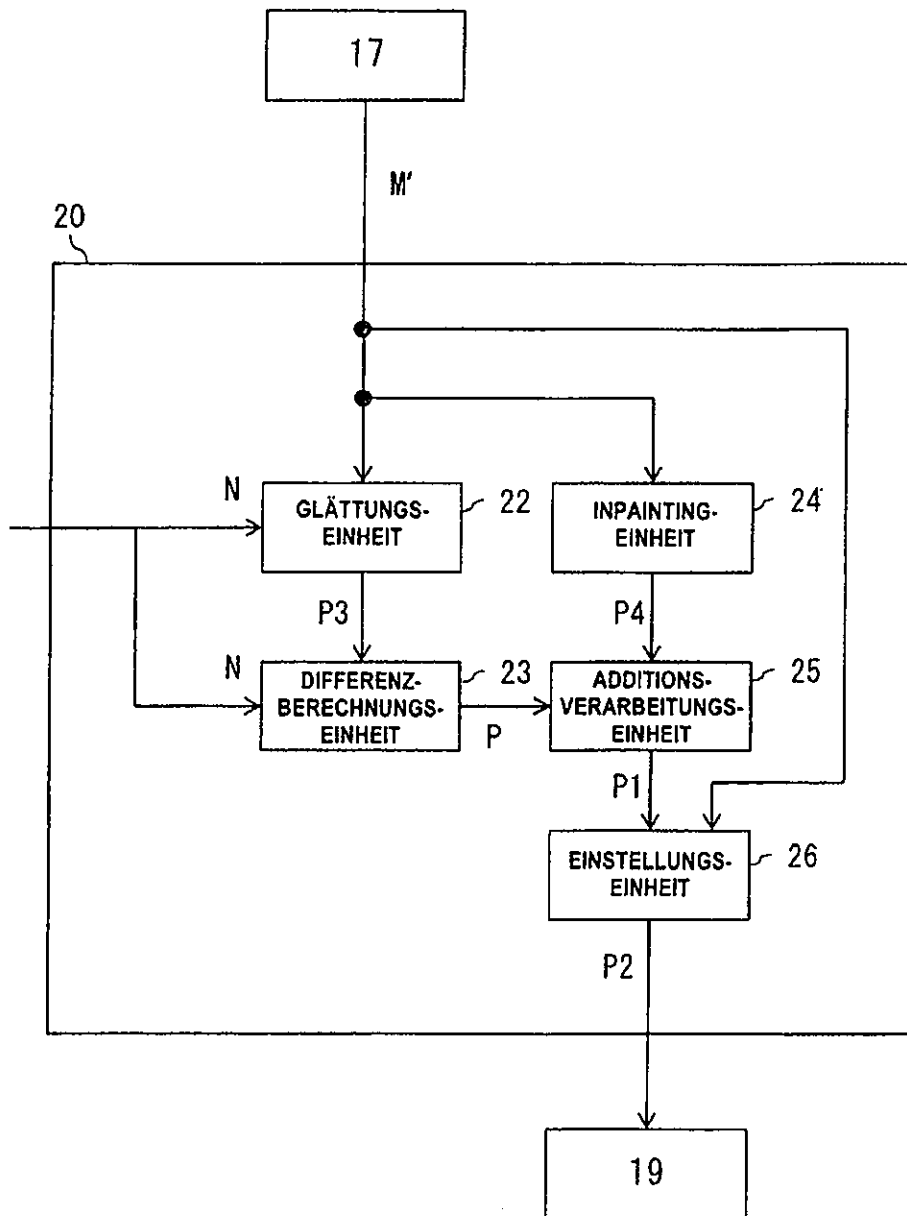 17
M'
20
N
GLÄTTUNGS-
EINHEIT
22
INPAINTING-
EINHEIT
24
P3
P4
N
DIFFERENZ-
BERECHNUNGS-
EINHEIT
23
P
ADDITIONS-
VERARBEITUNGS-
EINHEIT
25
P1
EINSTELLUNGS-
EINHEIT
26
P2
19